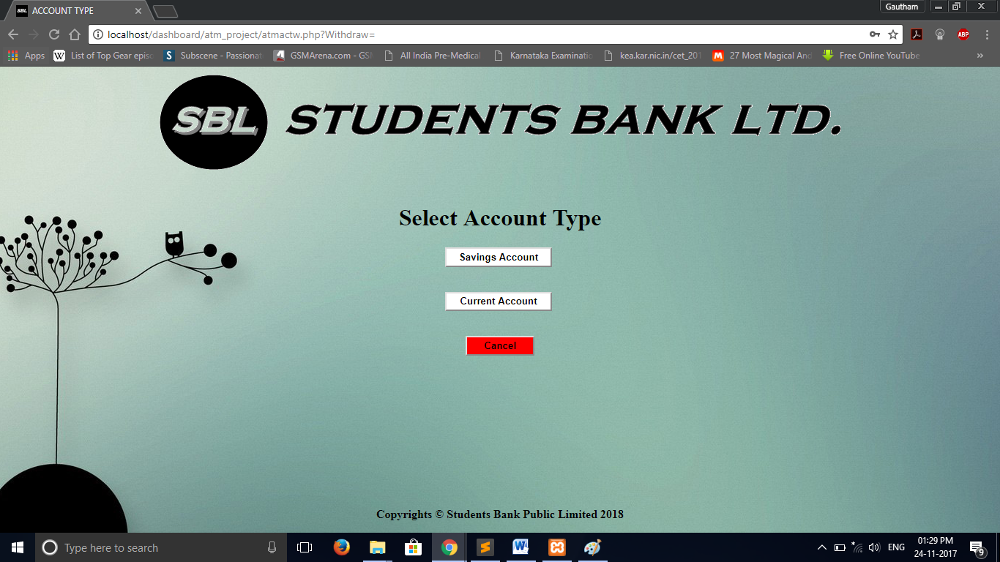 SBL ACCOUNT TYPE
Gautham
localhost/dashboard/atm_project/atmactw.php?Withdraw=
ABP
Apps W List of Top Gear episo S Subscene - Passionat GSMArena.com - GSM All India Pre-Medical Karnataka Examinatio kea.kar.nic.in/cet_201 27 Most Magical And Free Online YouTube »
SBL STUDENTS BANK LTD.
Select Account Type
Savings Account
Current Account
Cancel
Copyrights © Students Bank Public Limited 2018
Type here to search
ENG
01:29 PM
24-11-2017
9